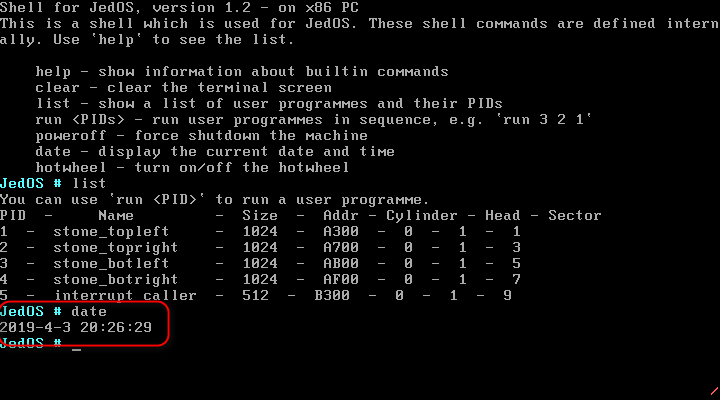 Shell for JedOS, version 1.2 - on x86 PC
This is a shell which is used for JedOS. These shell commands are defined intern
ally. Use `help` to see the list.
help - show information about builtin commands
clear - clear the terminal screen
list - show a list of user programmes and their PIDs
run <PIDs> - run user programmes in sequence, e.g. `run 3 2 1`
poweroff - force shutdown the machine
date - display the current date and time
hotwheel - turn on/off the hotwheel
JedOS # list
You can use `run <PID>` to run a user programme.
PID - Name - Size - Addr - Cylinder - Head - Sector
1 - stone_topleft - 1024 - A300 - 0 - 1 - 1
2 - stone_topright - 1024 - A700 - 0 - 1 - 3
3 - stone_botleft - 1024 - AB00 - 0 - 1 - 5
4 - stone_botright - 1024 - AF00 - 0 - 1 - 7
5 - interrupt_caller - 512 - B300 - 0 - 1 - 9
JedOS # date
2019-4-3 20:26:29
JedOS # _